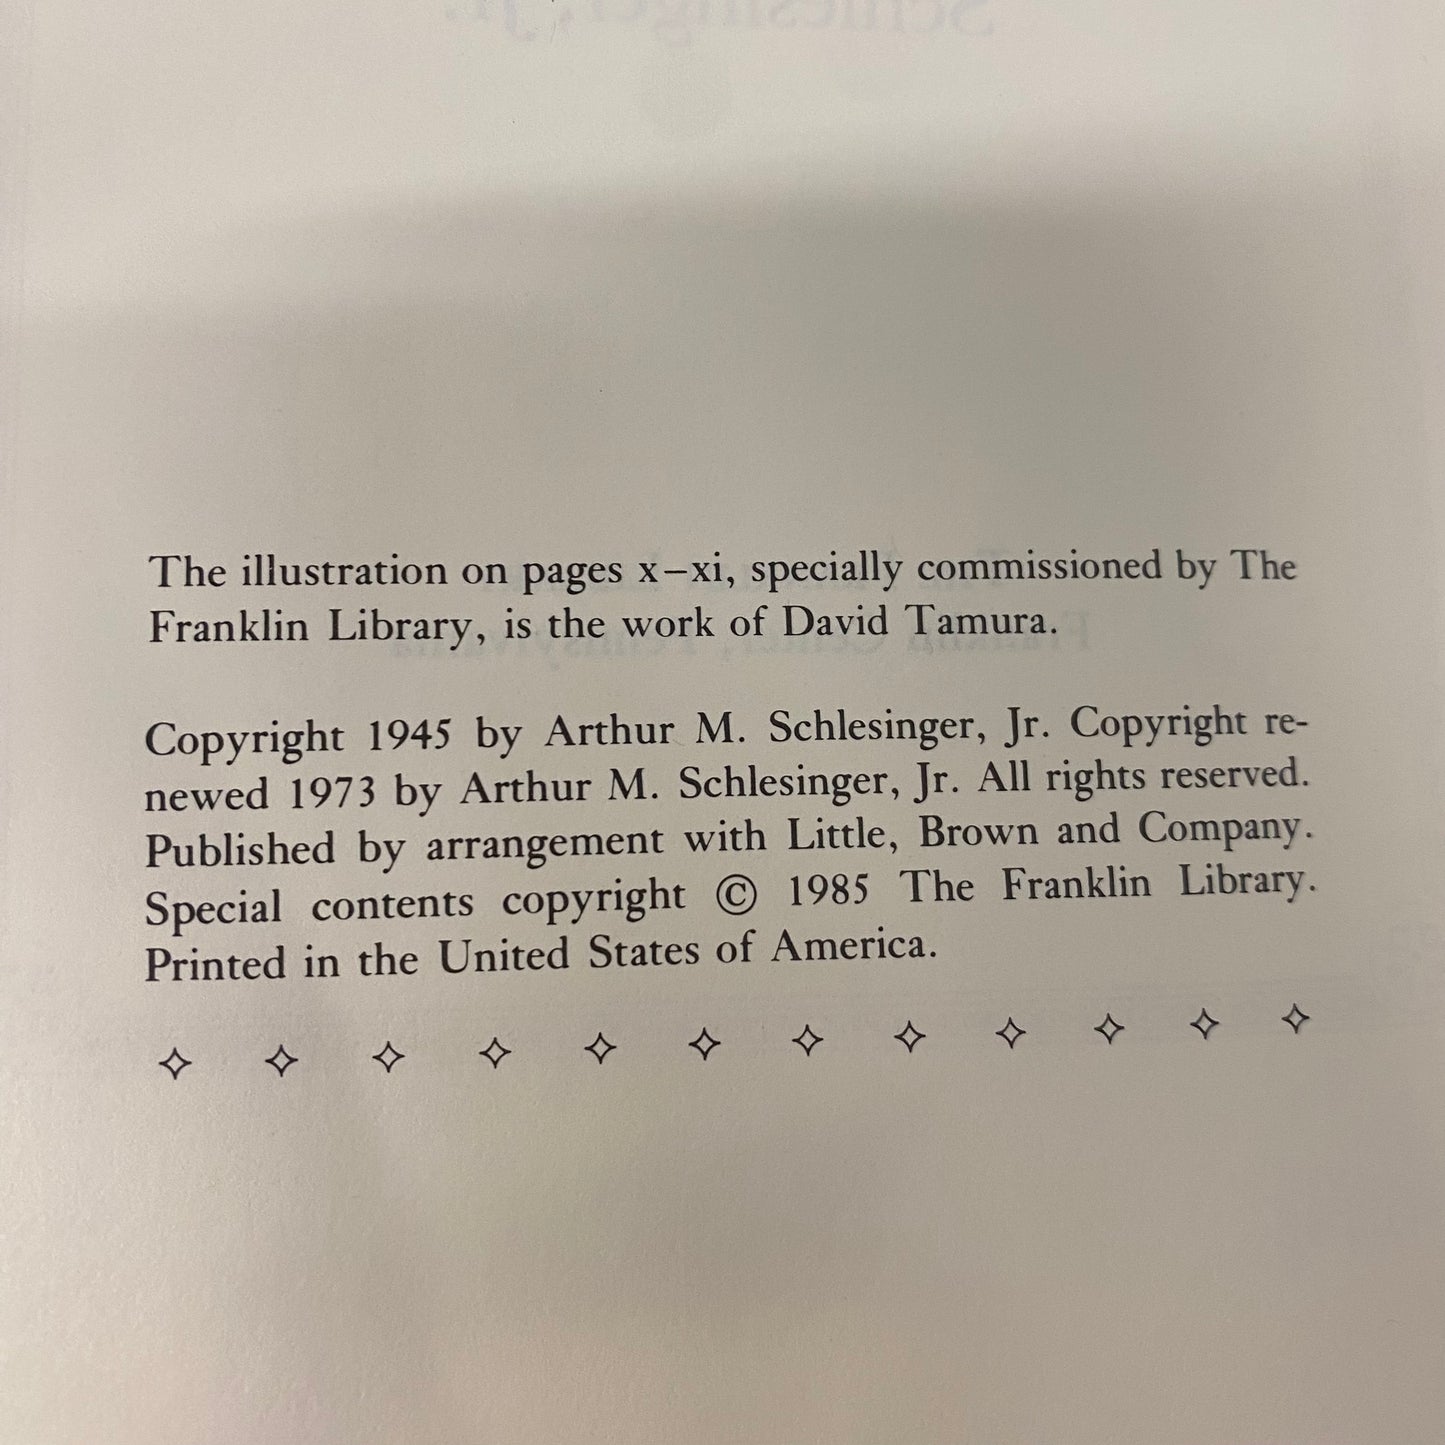 The illustration on pages x–xi, specially commissioned by The
Franklin Library, is the work of David Tamura.
Copyright 1945 by Arthur M. Schlesinger, Jr. Copyright re-
newed 1973 by Arthur M. Schlesinger, Jr. All rights reserved.
Published by arrangement with Little, Brown and Company.
Special contents copyright © 1985 The Franklin Library.
Printed in the United States of America.